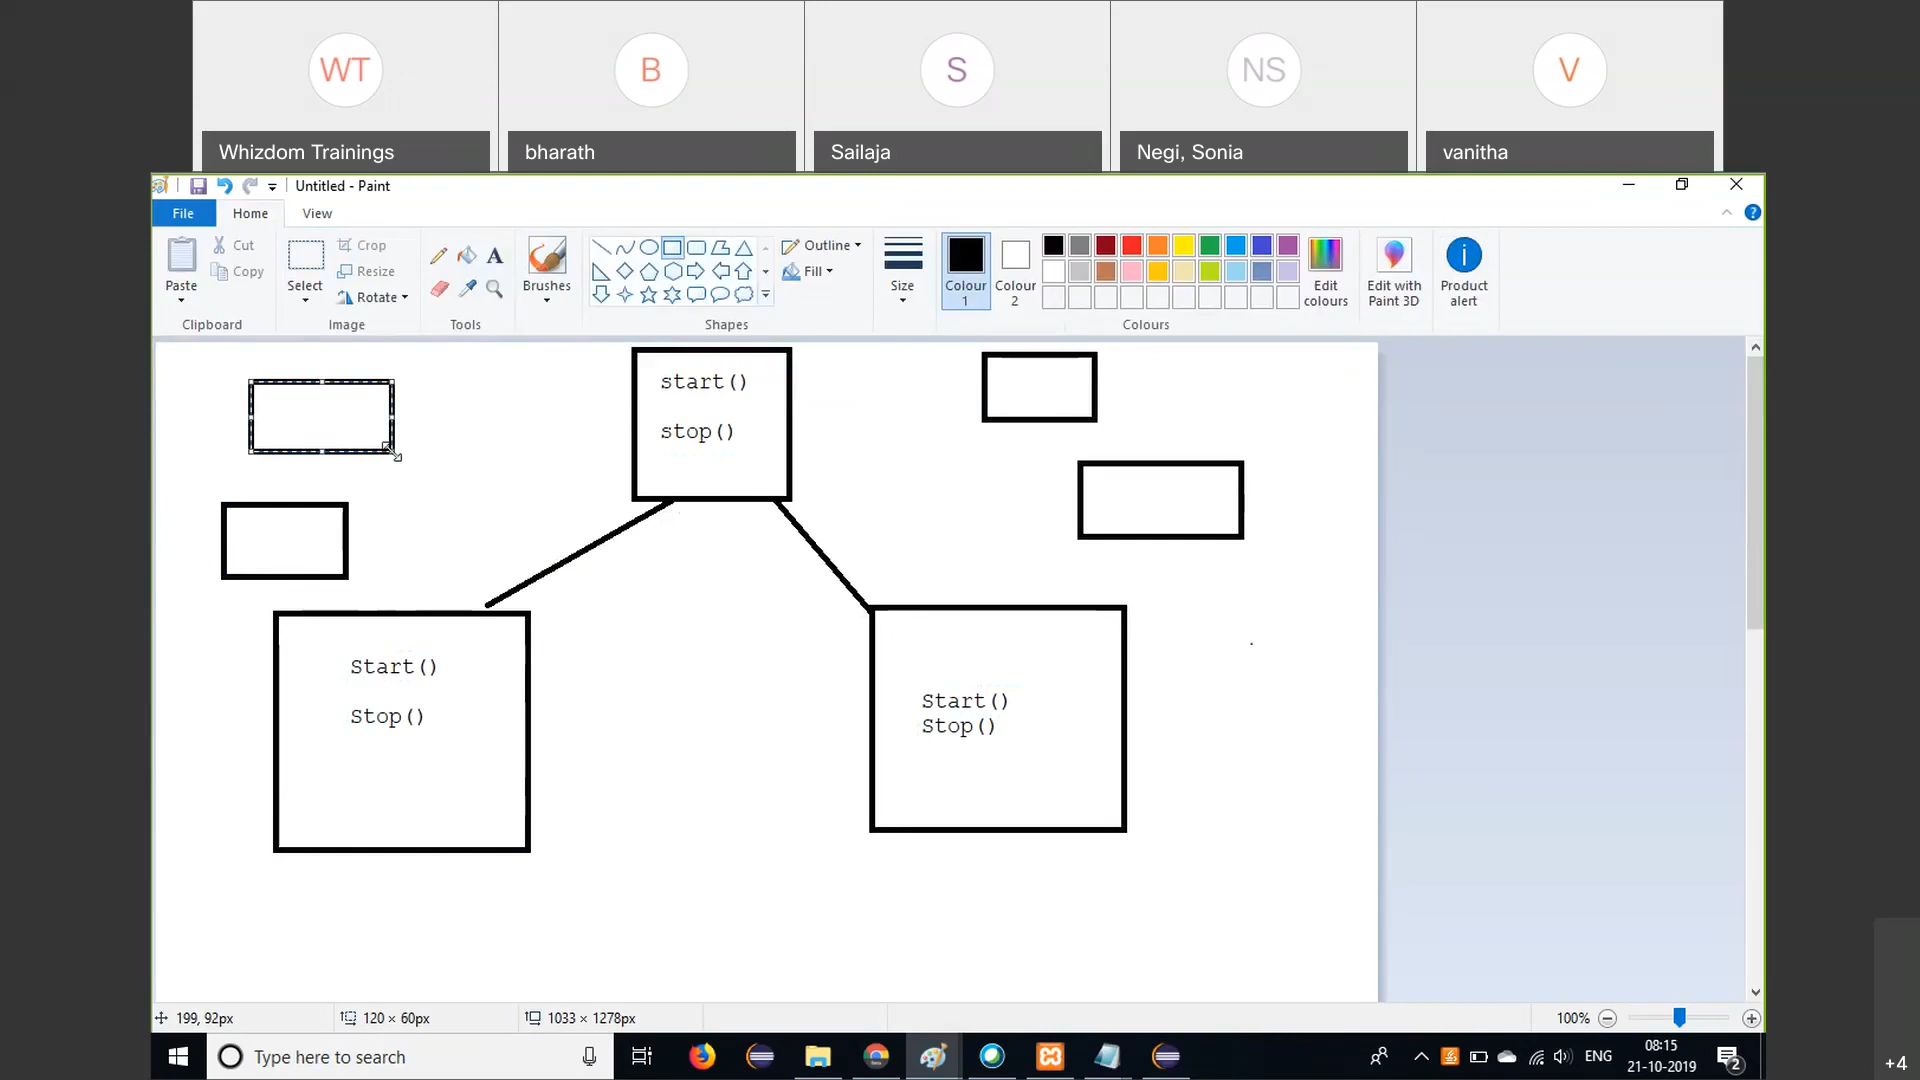 WT
B
S
NS
V
Whizdom Trainings
bharath
Sailaja
Negi, Sonia
vanitha
Untitled - Paint
File
Home
View
Paste
Cut
Copy
Clipboard
Select
Crop
Resize
Rotate
Image
A
Tools
Brushes
Shapes
Outline
Fill
Size
Colour
1
Colour
2
Edit
colours
Colours
Edit with
Paint 3D
Product
alert
start()
stop()
Start()
Stop()
Start()
Stop()
199, 92px
120 × 60px
1033 × 1278px
100%
Type here to search
ENG
08:15
21-10-2019
2
+4